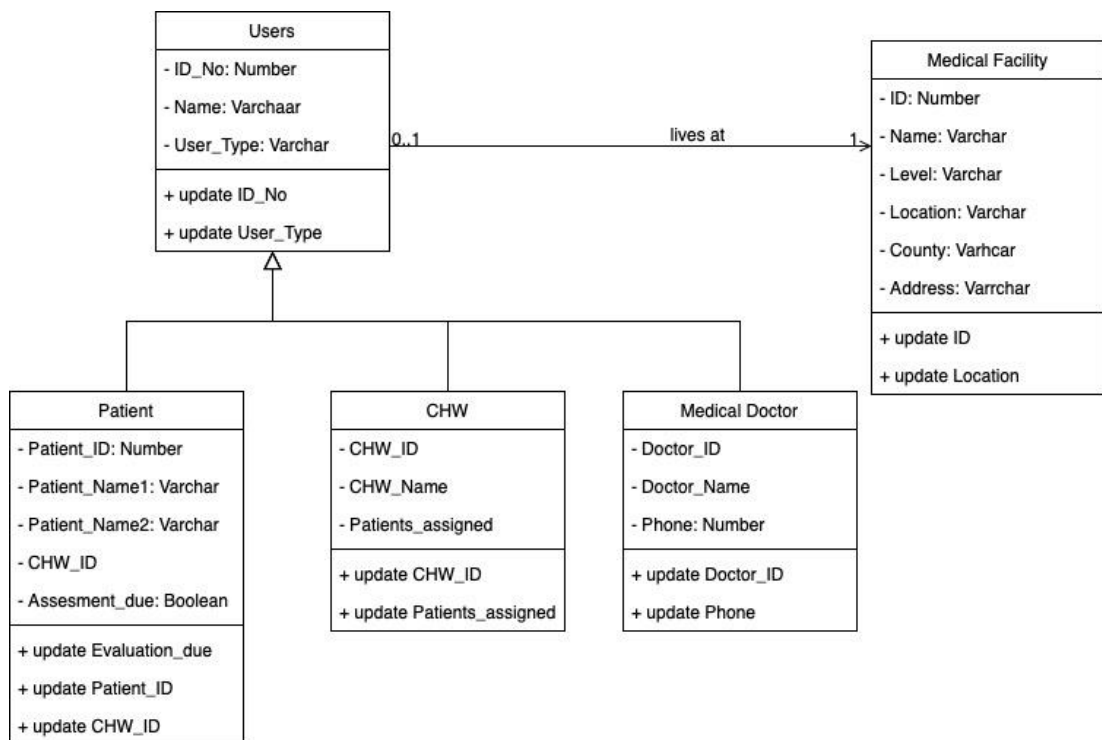 Users
- ID_No: Number
- Name: Varchaar
- User_Type: Varchar
+ update ID_No
+ update User_Type
0..1
lives at
1
Medical Facility
- ID: Number
- Name: Varchar
- Level: Varchar
- Location: Varchar
- County: Varhcar
- Address: Varrchar
+ update ID
+ update Location
Patient
- Patient_ID: Number
- Patient_Name1: Varchar
- Patient_Name2: Varchar
- CHW_ID
- Assesment_due: Boolean
+ update Evaluation_due
+ update Patient_ID
+ update CHW_ID
CHW
- CHW_ID
- CHW_Name
- Patients_assigned
+ update CHW_ID
+ update Patients_assigned
Medical Doctor
- Doctor_ID
- Doctor_Name
- Phone: Number
+ update Doctor_ID
+ update Phone